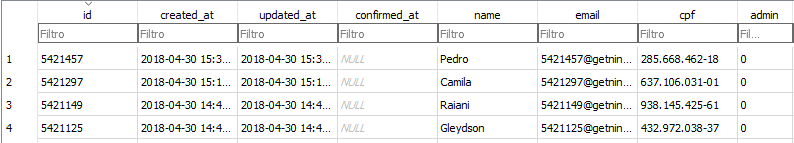 id created_at updated_at confirmed_at name email cpf admin
Filtro Filtro Filtro Filtro Filtro Filtro Filtro Fil...
1 5421457 2018-04-30 15:3... 2018-04-30 15:3... NULL Pedro 5421457@getnin... 285.668.462-18 0
2 5421297 2018-04-30 15:1... 2018-04-30 15:1... NULL Camila 5421297@getnin... 637.106.031-01 0
3 5421149 2018-04-30 14:4... 2018-04-30 14:4... NULL Raiani 5421149@getnin... 938.145.425-61 0
4 5421125 2018-04-30 14:4... 2018-04-30 14:4... NULL Gleydson 5421125@getnin... 432.972.038-37 0